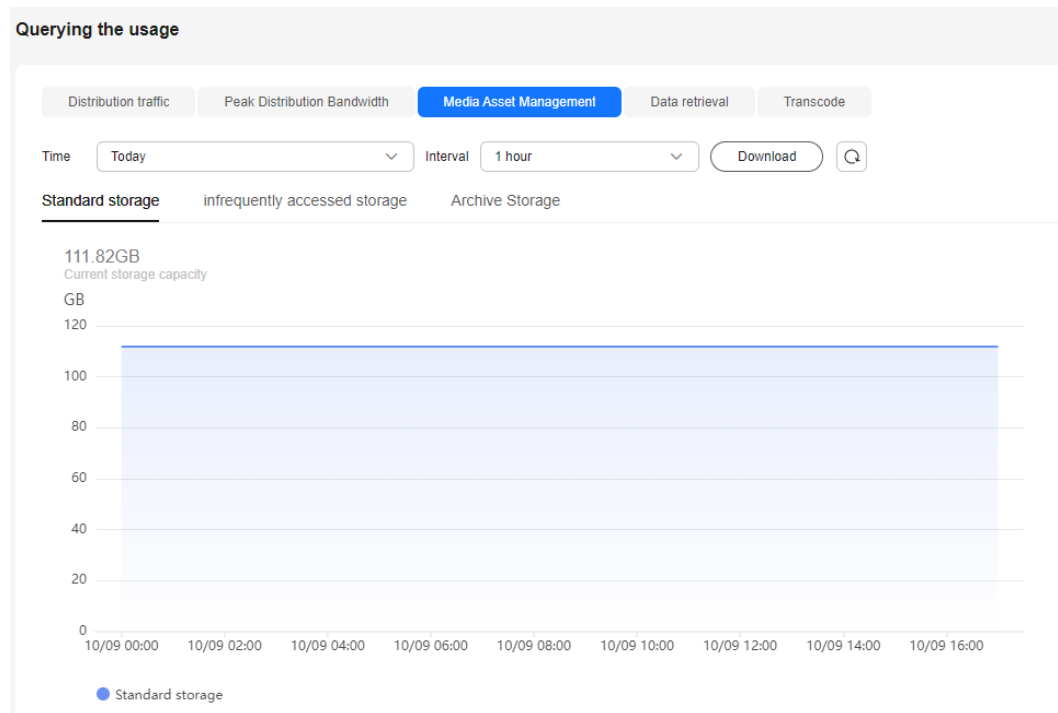 Querying the usage
Distribution traffic Peak Distribution Bandwidth Media Asset Management Data retrieval Transcode
Time Today Interval 1 hour Download
Standard storage infrequently accessed storage Archive Storage
111.82GB
Current storage capacity
GB
120
100
80
60
40
20
0
10/09 00:00 10/09 02:00 10/09 04:00 10/09 06:00 10/09 08:00 10/09 10:00 10/09 12:00 10/09 14:00 10/09 16:00
Standard storage